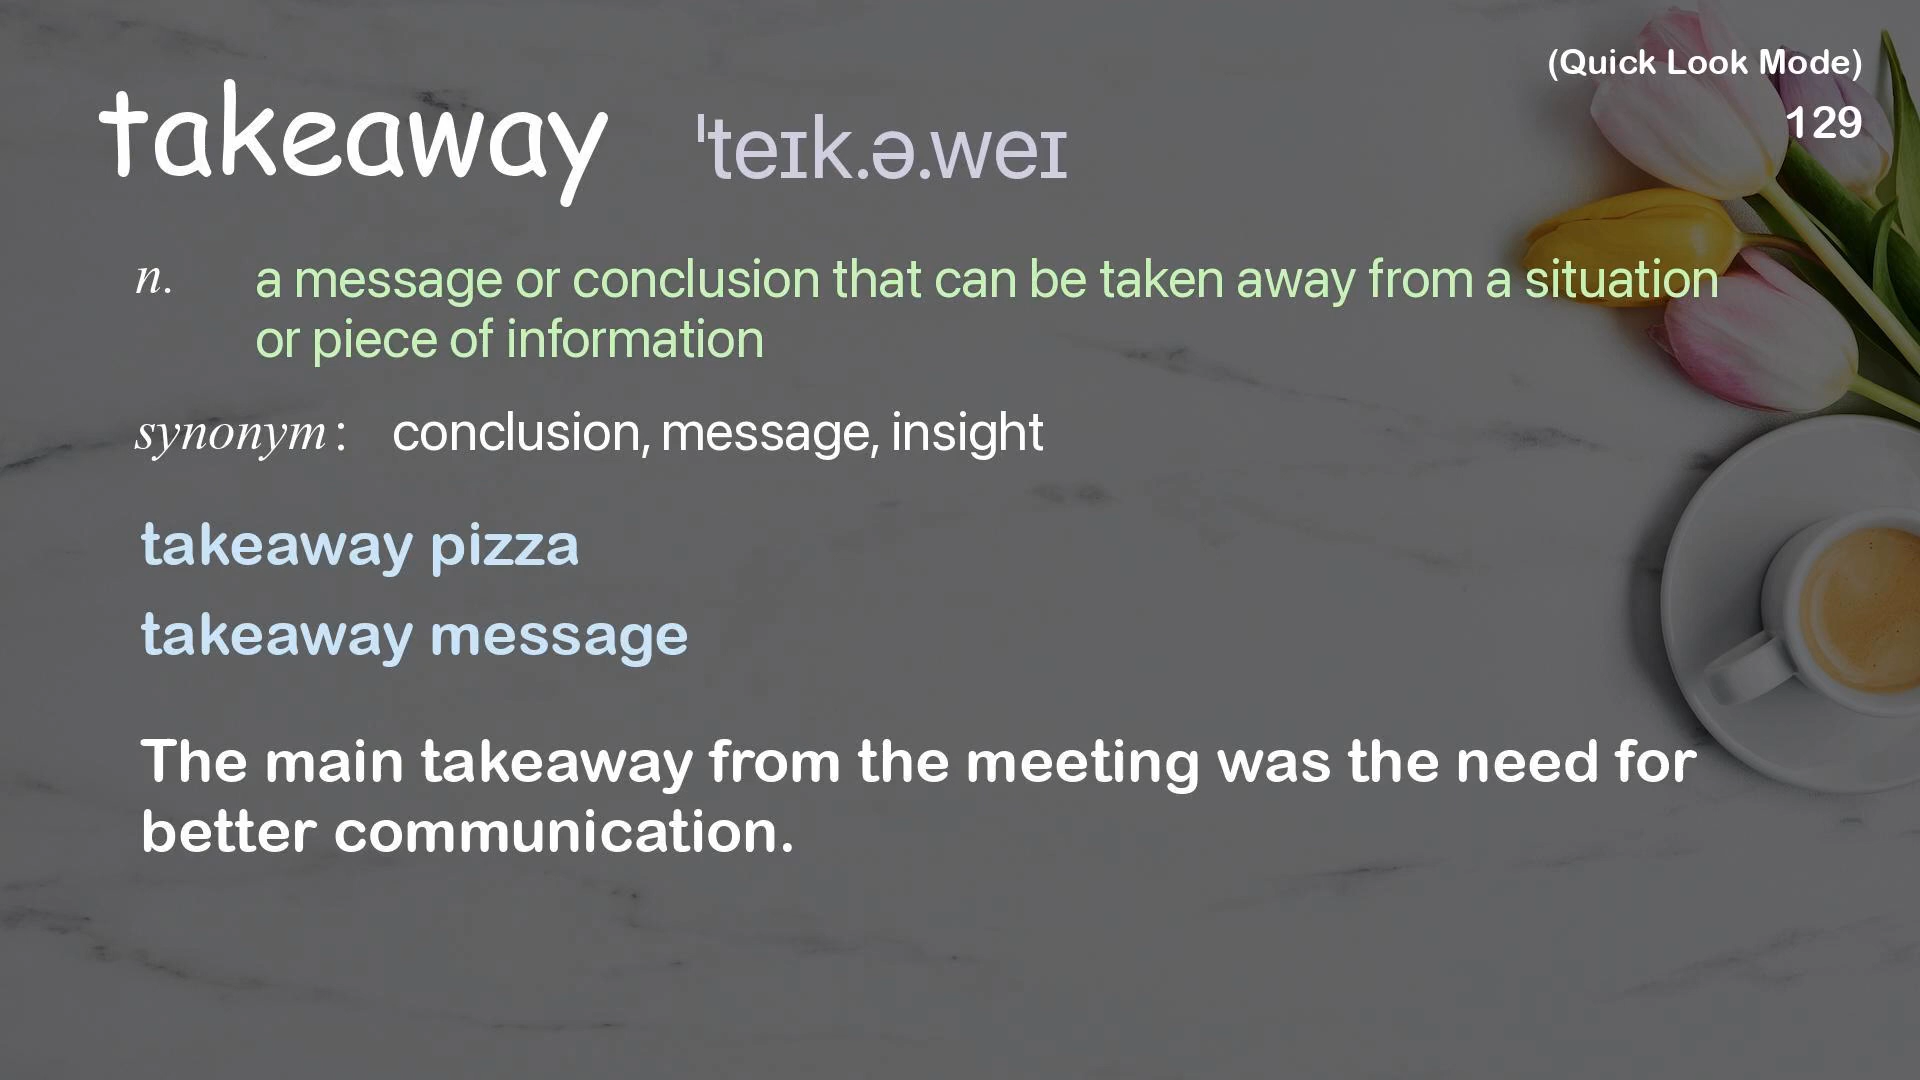 (Quick Look Mode)
129
takeaway ˈteɪk.ə.weɪ
n. a message or conclusion that can be taken away from a situation
or piece of information
synonym: conclusion, message, insight
takeaway pizza
takeaway message
The main takeaway from the meeting was the need for
better communication.